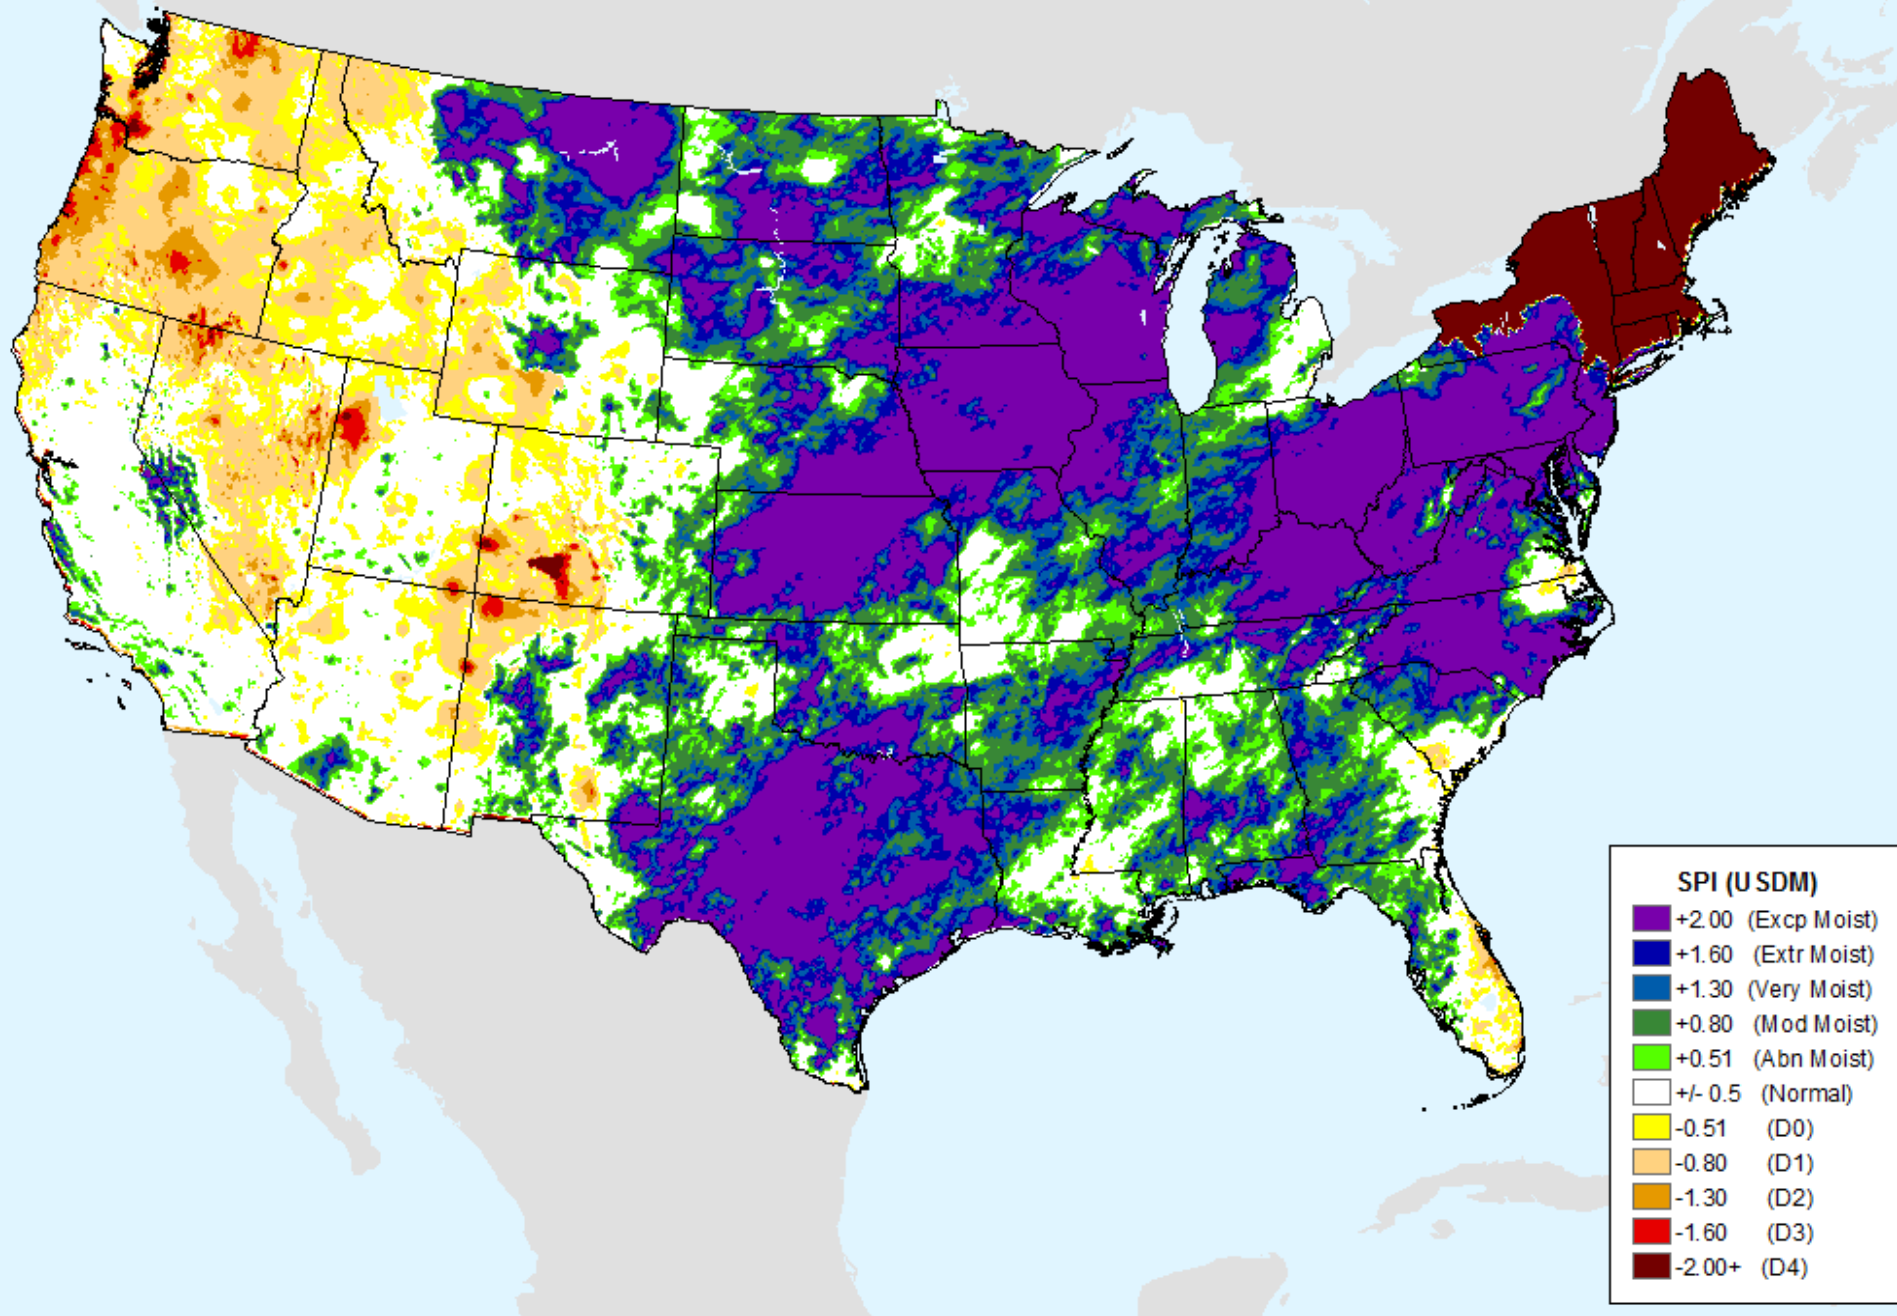 SPI (USDM)
+2.00 (Excp Moist)
+1.60 (Extr Moist)
+1.30 (Very Moist)
+0.80 (Mod Moist)
+0.51 (Abn Moist)
+/- 0.5 (Normal)
-0.51 (D0)
-0.80 (D1)
-1.30 (D2)
-1.60 (D3)
-2.00+ (D4)